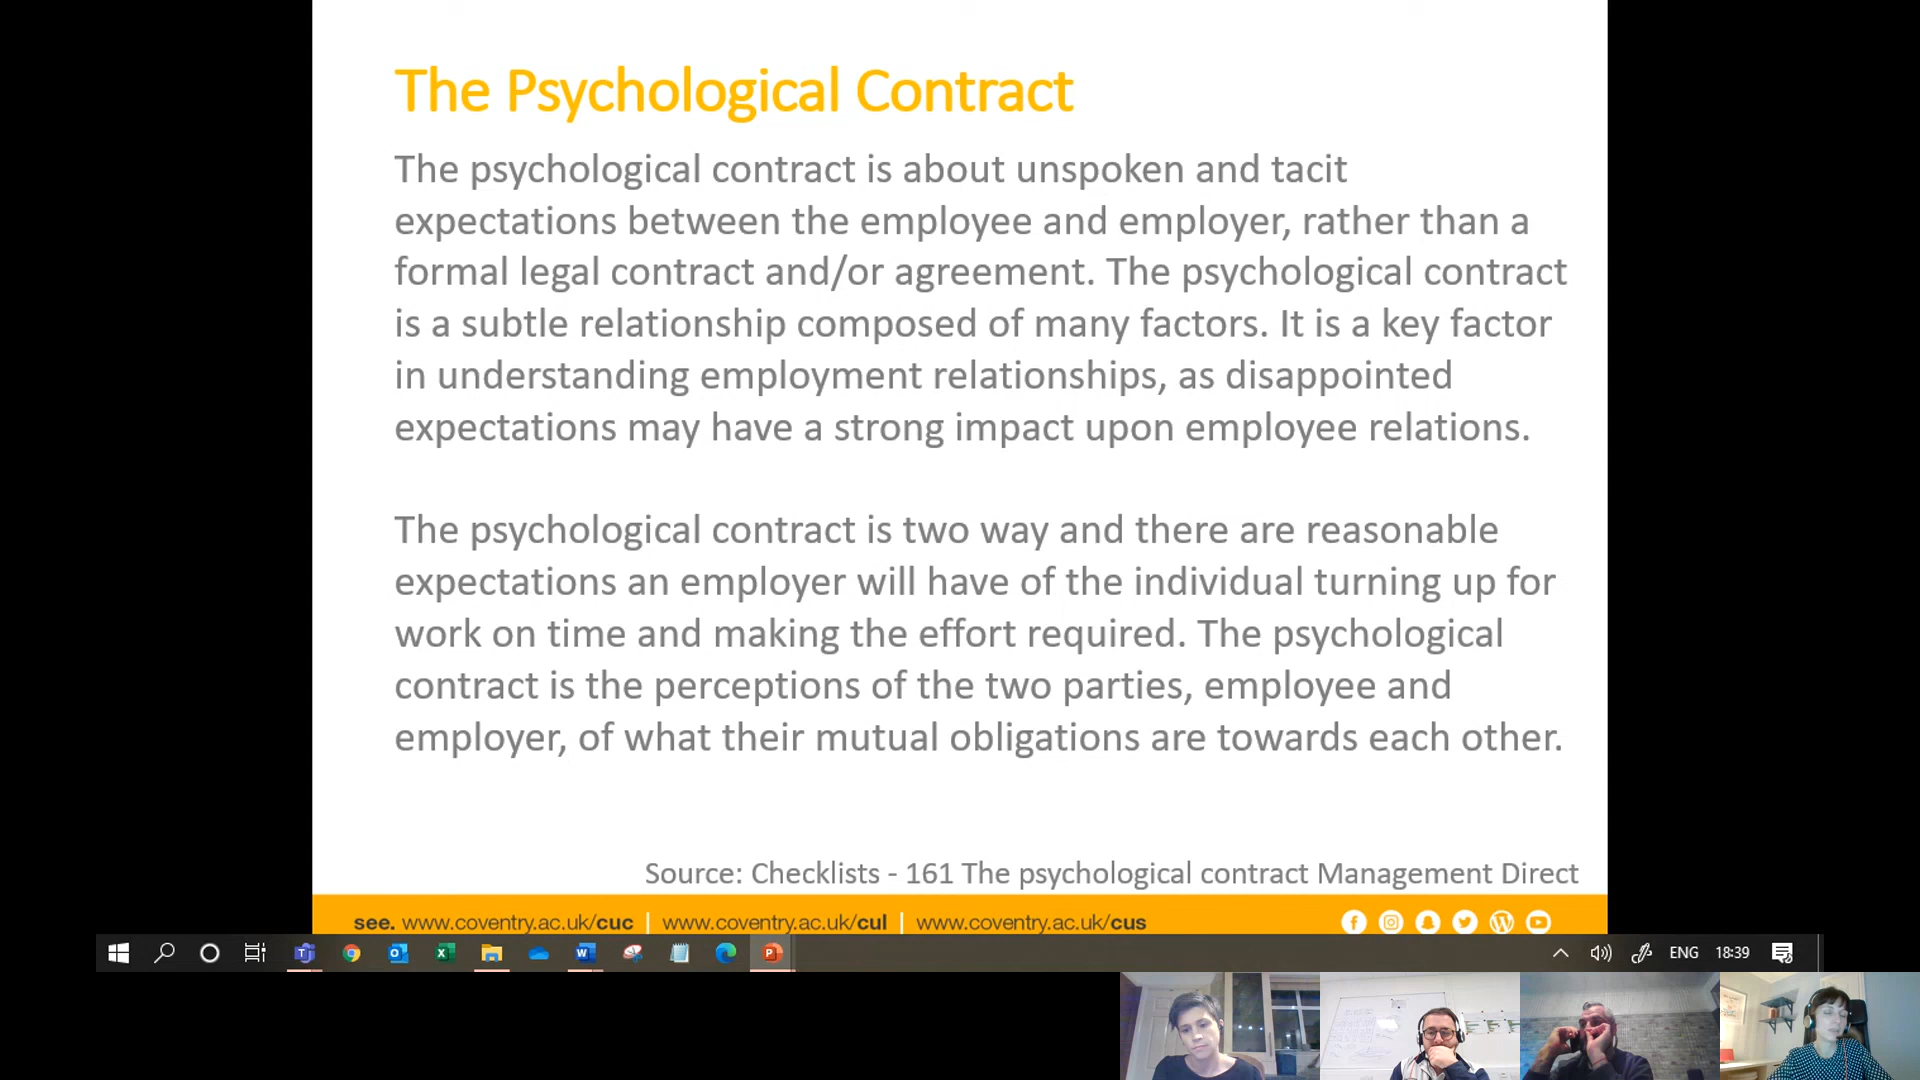 The Psychological Contract
The psychological contract is about unspoken and tacit
expectations between the employee and employer, rather than a
formal legal contract and/or agreement. The psychological contract
is a subtle relationship composed of many factors. It is a key factor
in understanding employment relationships, as disappointed
expectations may have a strong impact upon employee relations.
The psychological contract is two way and there are reasonable
expectations an employer will have of the individual turning up for
work on time and making the effort required. The psychological
contract is the perceptions of the two parties, employee and
employer, of what their mutual obligations are towards each other.
Source: Checklists - 161 The psychological contract Management Direct
see. www.coventry.ac.uk/cuc | www.coventry.ac.uk/cul | www.coventry.ac.uk/cus
ENG 18:39